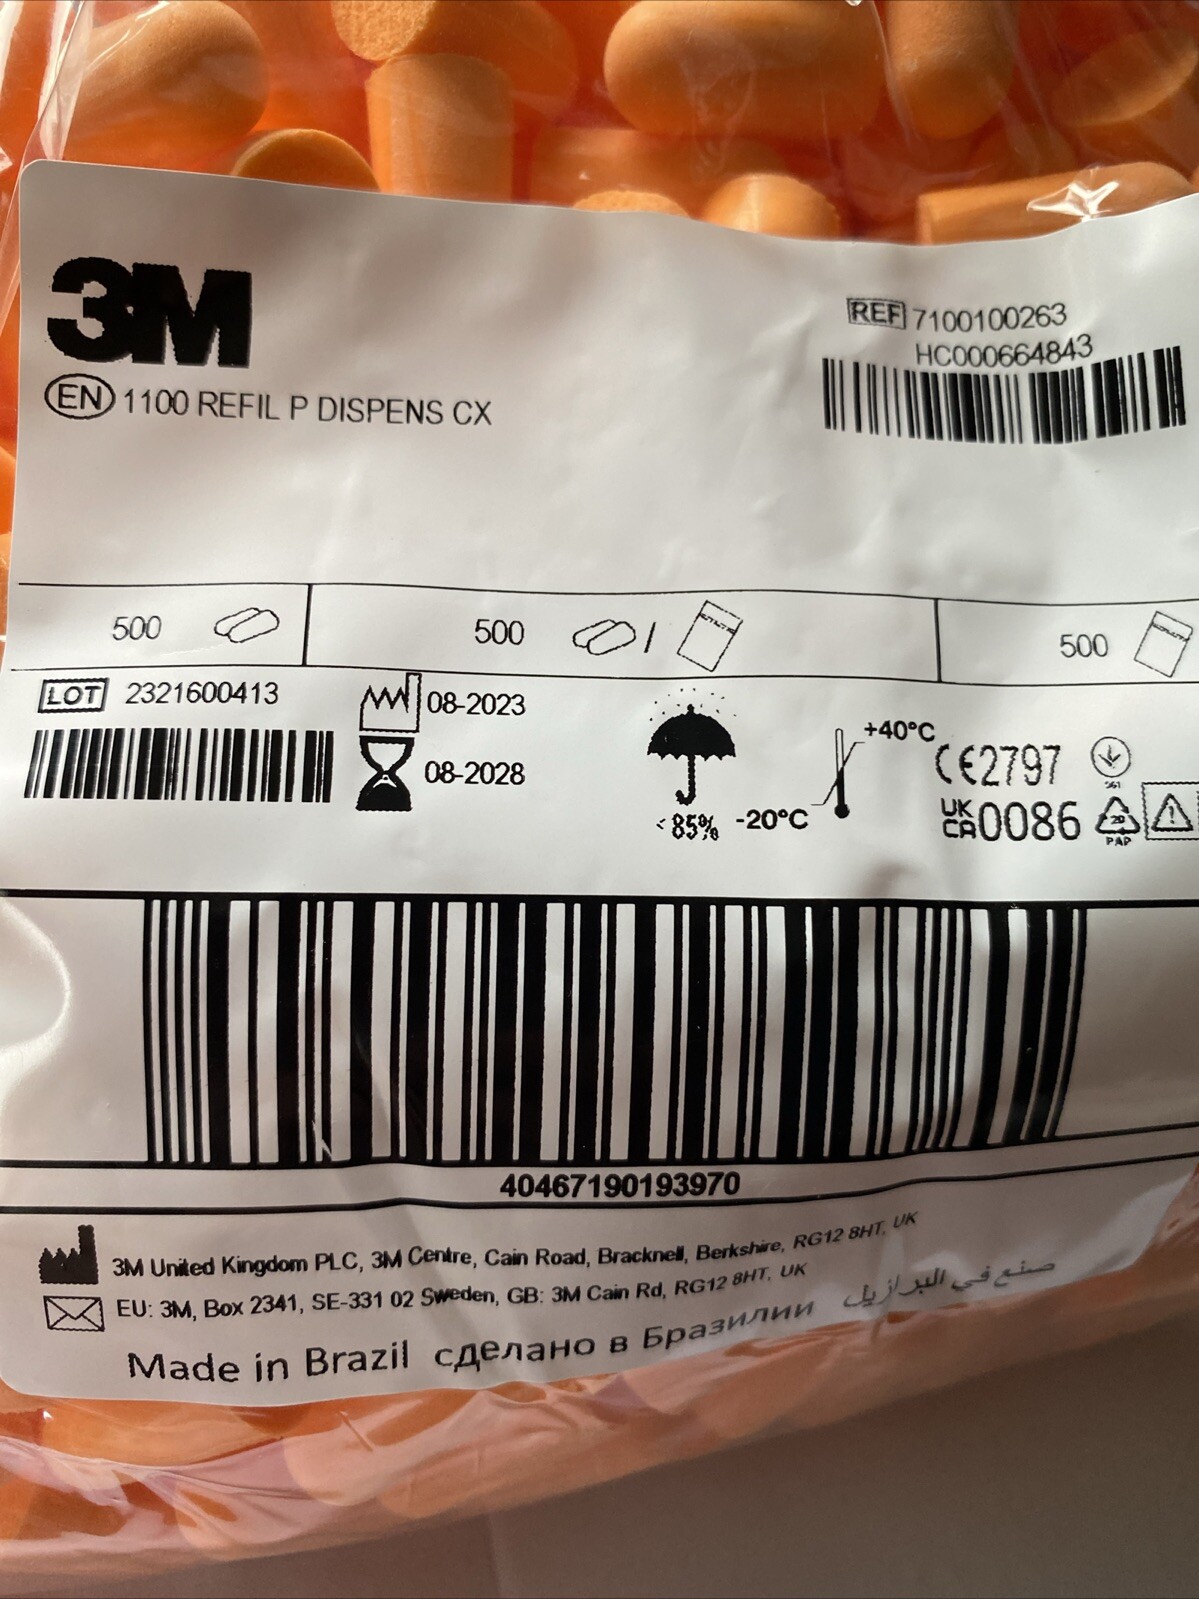 3M
EN 1100 REFIL P DISPENS CX
REF 7100100263
HC000664843
500 500 / 500
LOT 2321600413
08-2023
08-2028
<85%
-20°C
+40°C
CE2797
UKCA0086
20
PAP
40467190193970
3M United Kingdom PLC, 3M Centre, Cain Road, Bracknell, Berkshire, RG12 8HT, UK
EU: 3M, Box 2341, SE-331 02 Sweden, GB: 3M Cain Rd, RG12 8HT, UK
Made in Brazil сделано в Бразилии صنع في البرازيل